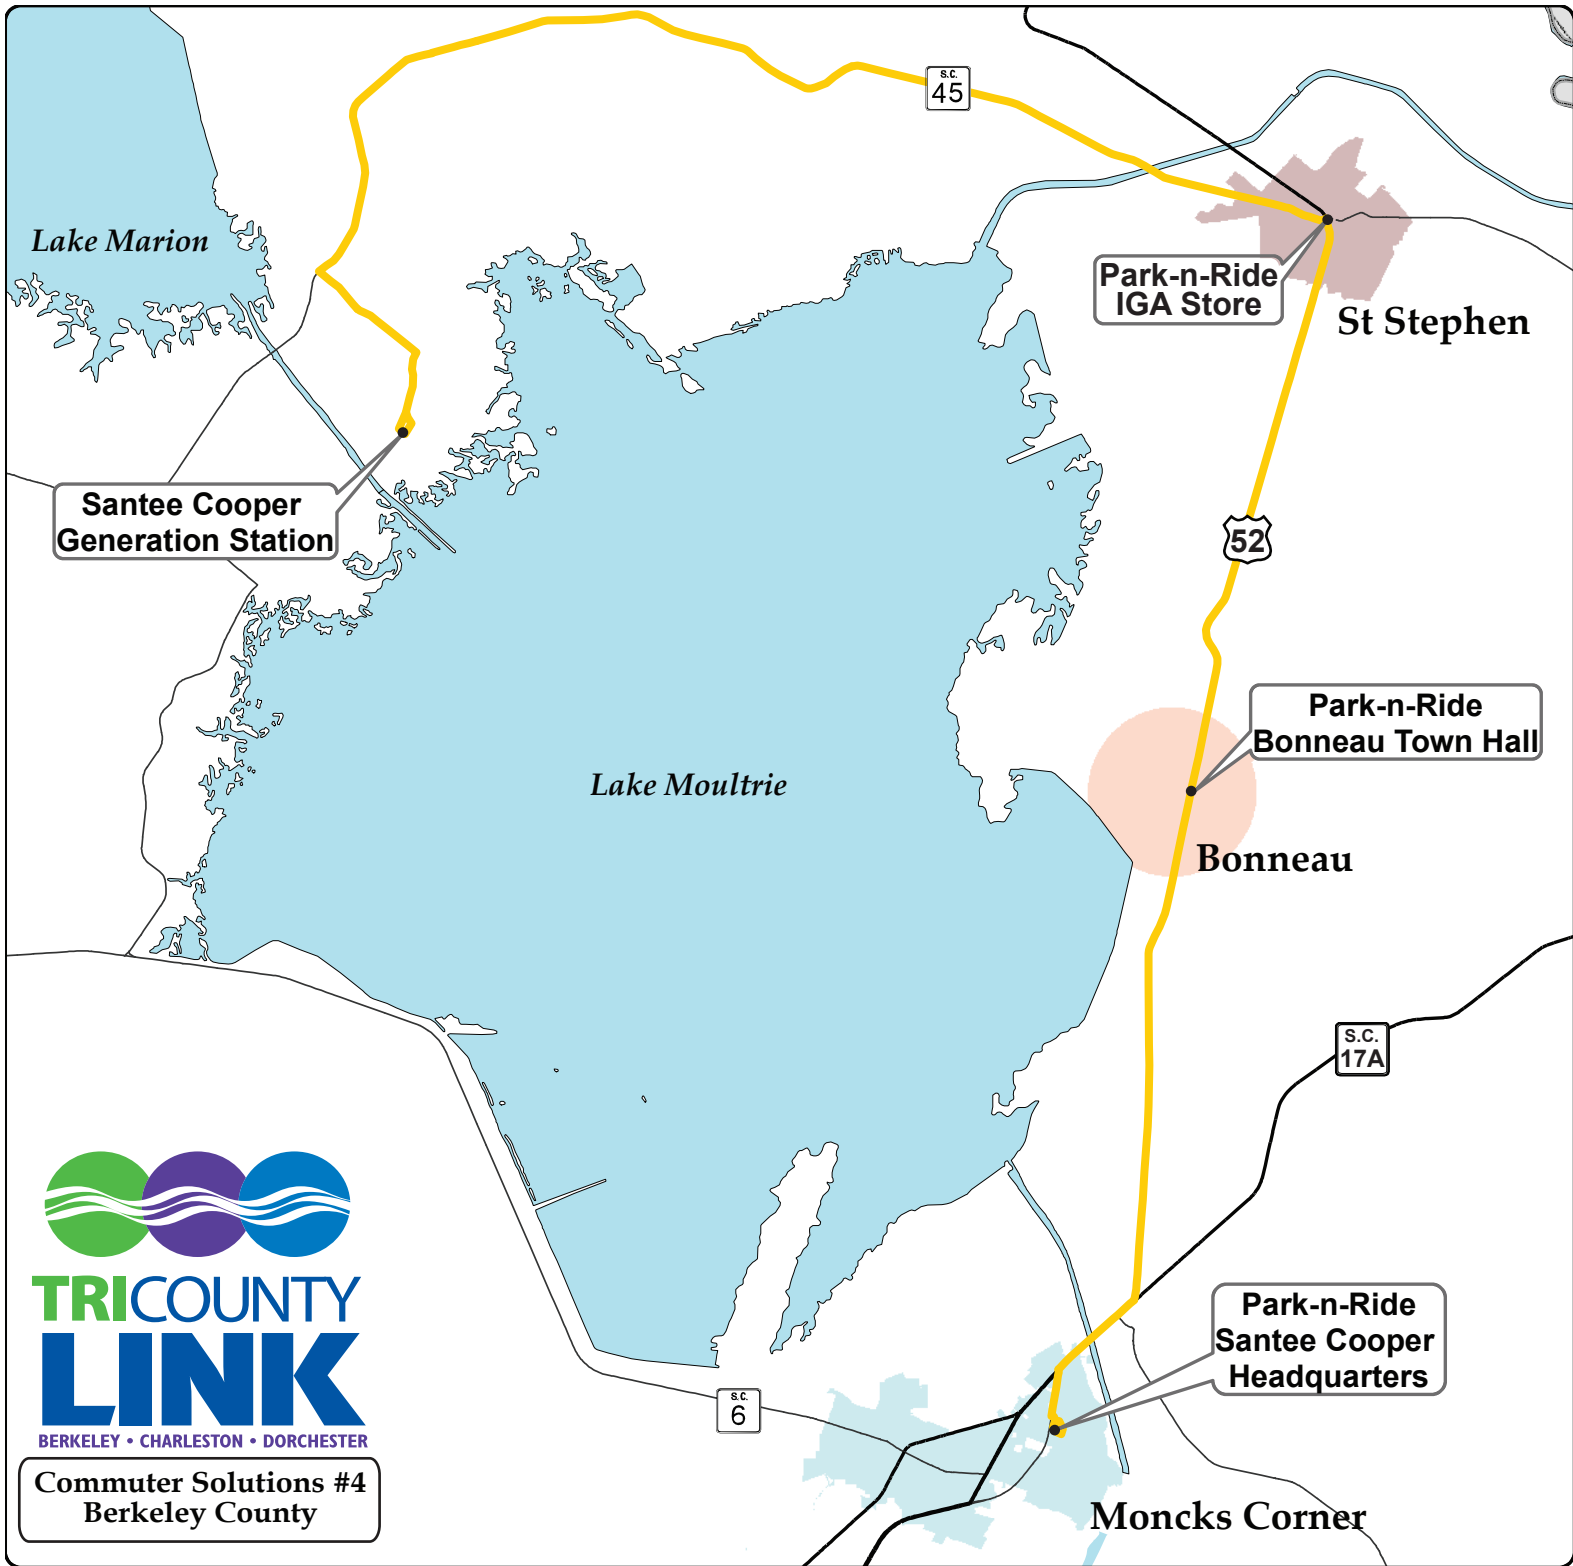 S.C.
45
Lake Marion
Park-n-Ride
IGA Store
St Stephen
Santee Cooper
Generation Station
52
Park-n-Ride
Bonneau Town Hall
Lake Moultrie
Bonneau
S.C.
17A
TRICOUNTY
LINK
BERKELEY • CHARLESTON • DORCHESTER
Commuter Solutions #4
Berkeley County
Park-n-Ride
Santee Cooper
Headquarters
S.C.
6
Moncks Corner